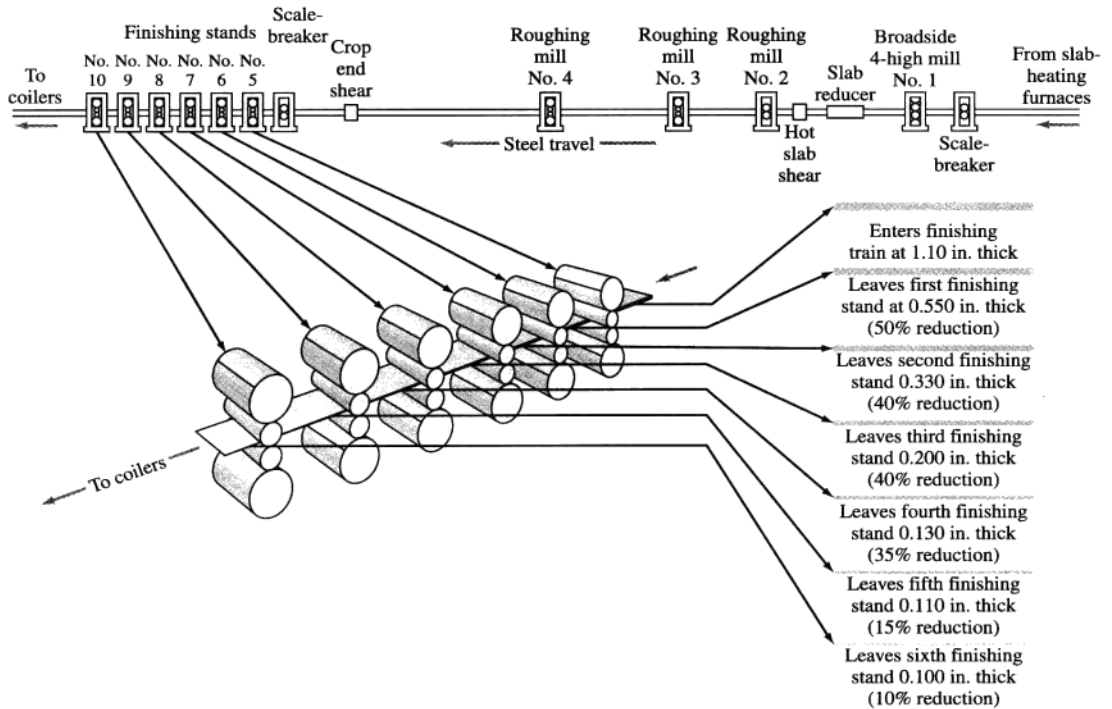 Finishing stands
No. 10
No. 9
No. 8
No. 7
No. 6
No. 5
Scale-
breaker
Crop
end
shear
Roughing
mill
No. 4
Roughing
mill
No. 3
Roughing
mill
No. 2
Slab
reducer
Broadside
4-high mill
No. 1
From slab-
heating
furnaces
To
coilers
Steel travel
Hot
slab
shear
Scale-
breaker
Enters finishing
train at 1.10 in. thick
Leaves first finishing
stand at 0.550 in. thick
(50% reduction)
Leaves second finishing
stand 0.330 in. thick
(40% reduction)
Leaves third finishing
stand 0.200 in. thick
(40% reduction)
Leaves fourth finishing
stand 0.130 in. thick
(35% reduction)
Leaves fifth finishing
stand 0.110 in. thick
(15% reduction)
Leaves sixth finishing
stand 0.100 in. thick
(10% reduction)
To coilers